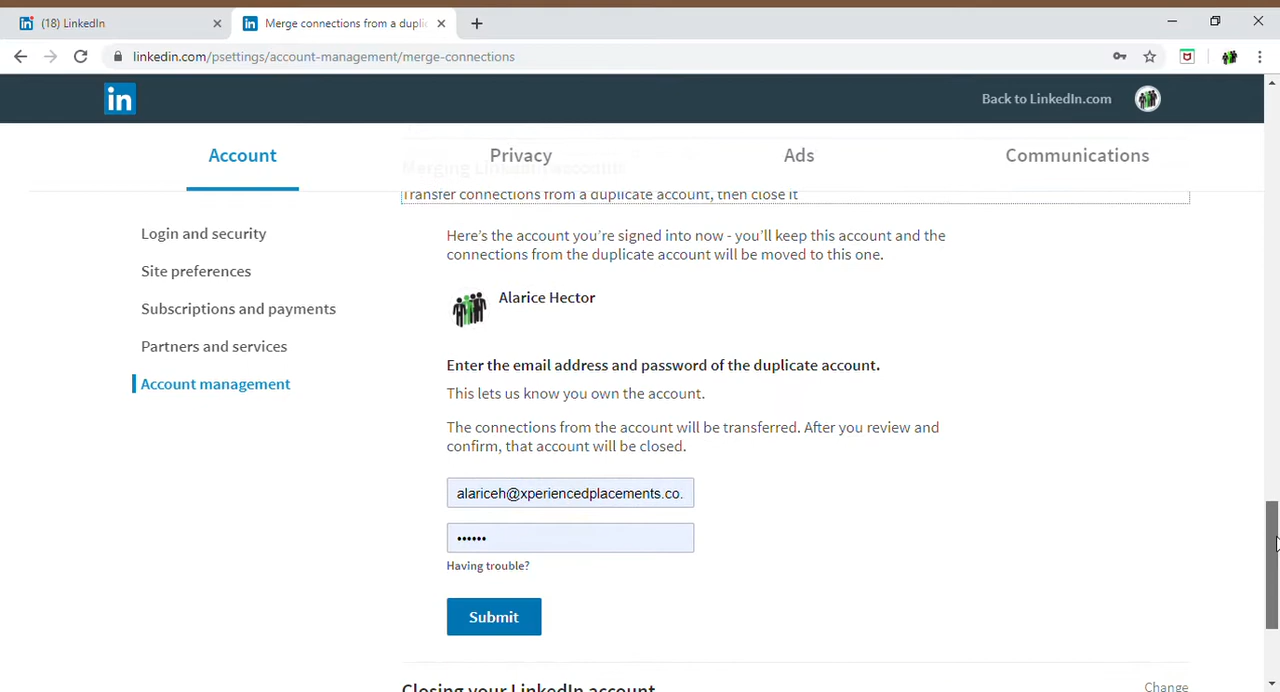 (18) LinkedIn
Merge connections from a dupli
linkedin.com/psettings/account-management/merge-connections
in
Back to LinkedIn.com
Account
Privacy
Ads
Communications
Merging LinkedIn accounts
Transfer connections from a duplicate account, then close it
Login and security
Site preferences
Subscriptions and payments
Partners and services
Account management
Here's the account you're signed into now - you'll keep this account and the
connections from the duplicate account will be moved to this one.
Alarice Hector
Enter the email address and password of the duplicate account.
This lets us know you own the account.
The connections from the account will be transferred. After you review and
confirm, that account will be closed.
alariceh@xperiencedplacements.co.
••••••
Having trouble?
Submit
Closing your LinkedIn account
Change